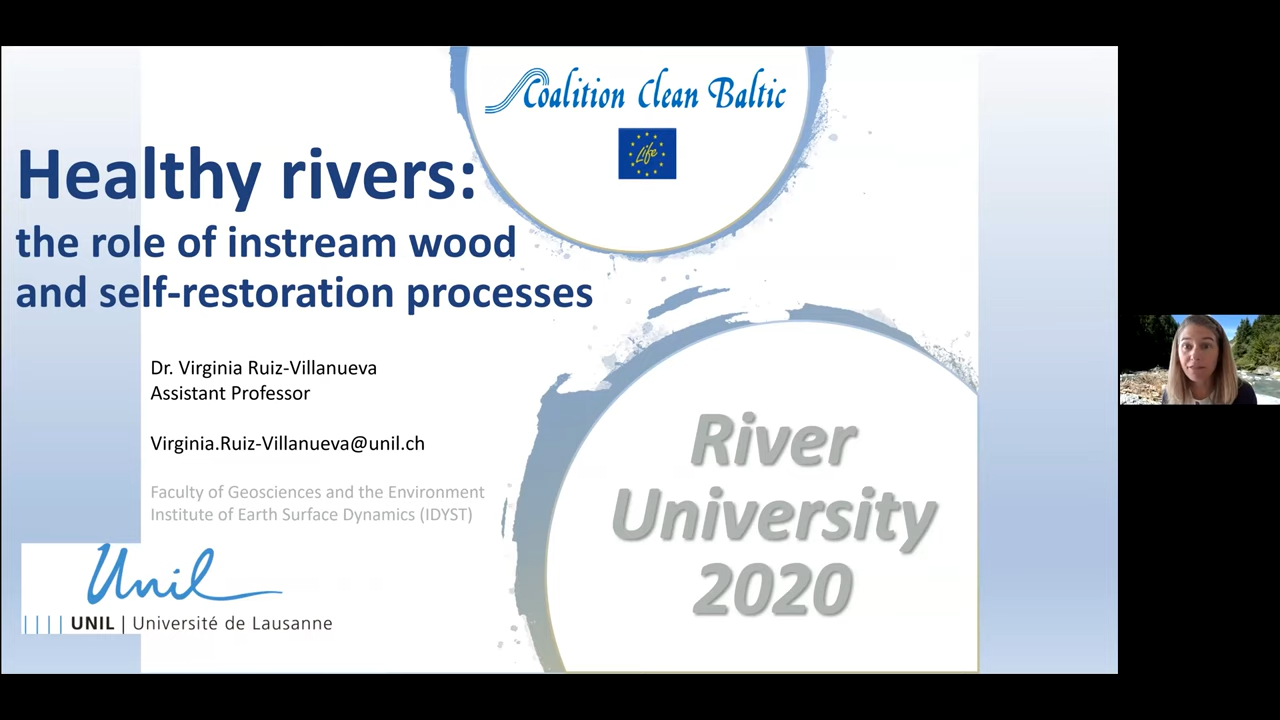 Coalition Clean Baltic
Life
Healthy rivers:
the role of instream wood
and self-restoration processes
Dr. Virginia Ruiz-Villanueva
Assistant Professor
Virginia.Ruiz-Villanueva@unil.ch
Faculty of Geosciences and the Environment
Institute of Earth Surface Dynamics (IDYST)
Unil
UNIL | Université de Lausanne
River
University
2020